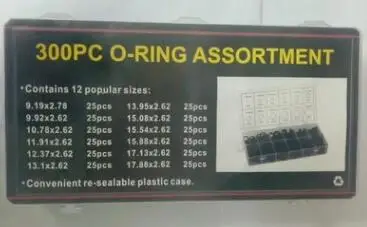 300PC O-RING ASSORTMENT
•Contains 12 popular sizes:
9.19x2.78 25pcs 13.95x2.62 25pcs
9.92x2.62 25pcs 15.08x2.62 25pcs
10.78x2.62 25pcs 15.54x2.62 25pcs
11.91x2.62 25pcs 15.88x2.62 25pcs
12.37x2.62 25pcs 17.13x2.62 25pcs
13.1x2.62 25pcs 17.86x2.62 25pcs
•Convenient re-sealable plastic case.